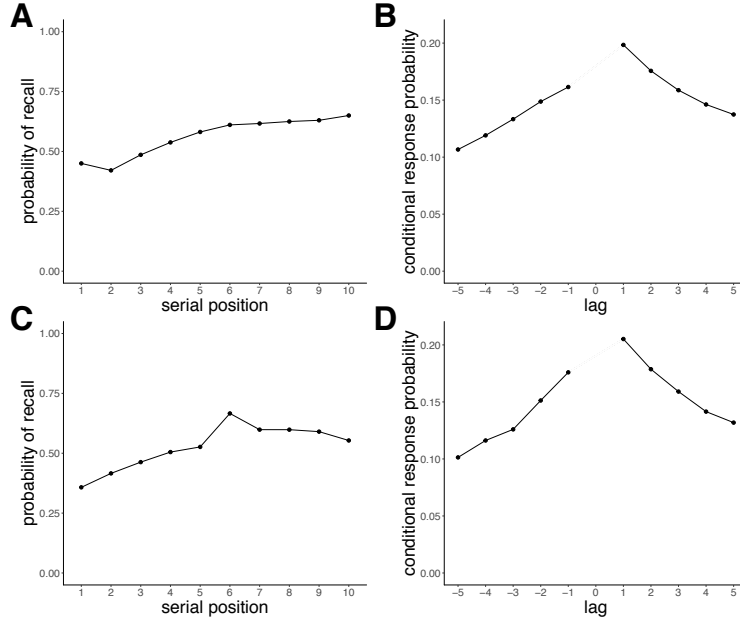 A
probability of recall
1.00
0.75
0.50
0.25
0.00
1 2 3 4 5 6 7 8 9 10
serial position
B
conditional response probability
0.20
0.15
0.10
0.05
0.00
−5 −4 −3 −2 −1 0 1 2 3 4 5
lag
C
probability of recall
1.00
0.75
0.50
0.25
0.00
1 2 3 4 5 6 7 8 9 10
serial position
D
conditional response probability
0.20
0.15
0.10
0.05
0.00
−5 −4 −3 −2 −1 0 1 2 3 4 5
lag